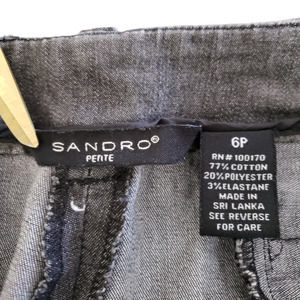 SANDRO®
PETITE
6P
RN# 100170
77% COTTON
20% POLYESTER
3% ELASTANE
MADE IN
SRI LANKA
SEE REVERSE
FOR CARE